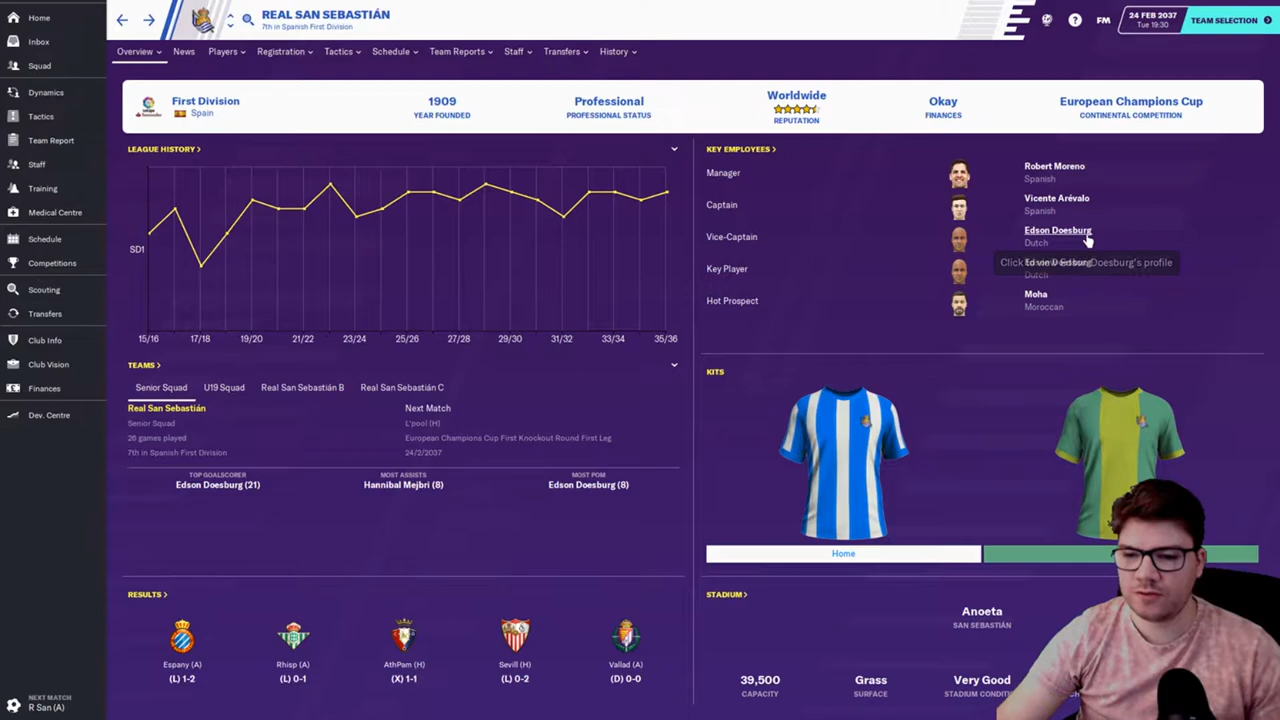 Home
Inbox
Squad
Dynamics
Tactics
Team Report
Staff
Training
Medical Centre
Schedule
Competitions
Scouting
Transfers
Club Info
Club Vision
Finances
Dev. Centre
NEXT MATCH
R San (A)
REAL SAN SEBASTIÁN
7th in Spanish First Division
FM
24 FEB 2037
Tue 19:30
TEAM SELECTION
Overview
News
Players
Registration
Tactics
Schedule
Team Reports
Staff
Transfers
History
First Division
Spain
1909
YEAR FOUNDED
Professional
PROFESSIONAL STATUS
Worldwide
REPUTATION
Okay
FINANCES
European Champions Cup
CONTINENTAL COMPETITION
LEAGUE HISTORY >
SD1
15/16 17/18 19/20 21/22 23/24 25/26 27/28 29/30 31/32 33/34 35/36
KEY EMPLOYEES >
Manager
Robert Moreno
Spanish
Captain
Vicente Arévalo
Spanish
Vice-Captain
Edson Doesburg
Dutch
Click to view Edson Doesburg's profile
Key Player
Edson Doesburg
Dutch
Hot Prospect
Moha
Moroccan
TEAMS >
Senior Squad U19 Squad Real San Sebastián B Real San Sebastián C
Real San Sebastián
Senior Squad
26 games played
7th in Spanish First Division
Next Match
L'pool (H)
European Champions Cup First Knockout Round First Leg
24/2/2037
TOP GOALSCORER
Edson Doesburg (21)
MOST ASSISTS
Hannibal Mejbri (8)
MOST POM
Edson Doesburg (8)
KITS
Home
RESULTS >
Espany (A)
(L) 1-2
Rhisp (A)
(L) 0-1
AthPam (H)
(X) 1-1
Sevill (H)
(L) 0-2
Vallad (A)
(D) 0-0
STADIUM >
Anoeta
SAN SEBASTIÁN
39,500
CAPACITY
Grass
SURFACE
Very Good
STADIUM CONDITI